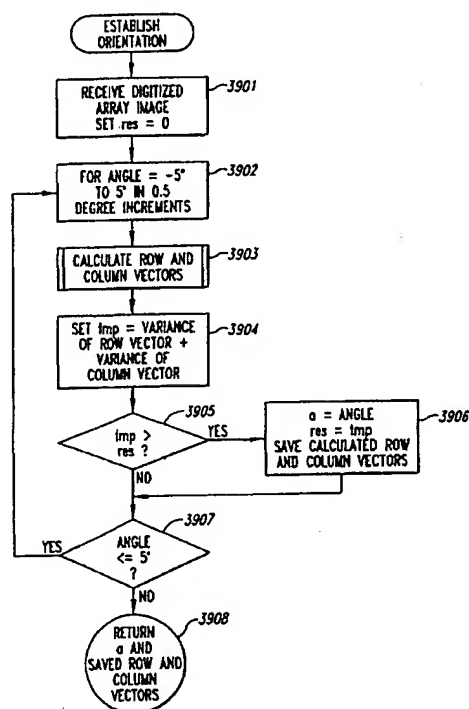 ESTABLISH
ORIENTATION
3901
RECEIVE DIGITIZED
ARRAY IMAGE
SET res = 0
3902
FOR ANGLE = -5°
TO 5° IN 0.5
DEGREE INCREMENTS
3903
CALCULATE ROW AND
COLUMN VECTORS
3904
SET tmp = VARIANCE
OF ROW VECTOR +
VARIANCE OF
COLUMN VECTOR
3905
tmp >
res ?
YES
NO
3906
a = ANGLE
res = tmp
SAVE CALCULATED ROW
AND COLUMN VECTORS
3907
ANGLE
<= 5°
?
YES
NO
3908
RETURN
a AND
SAVED ROW AND
COLUMN
VECTORS